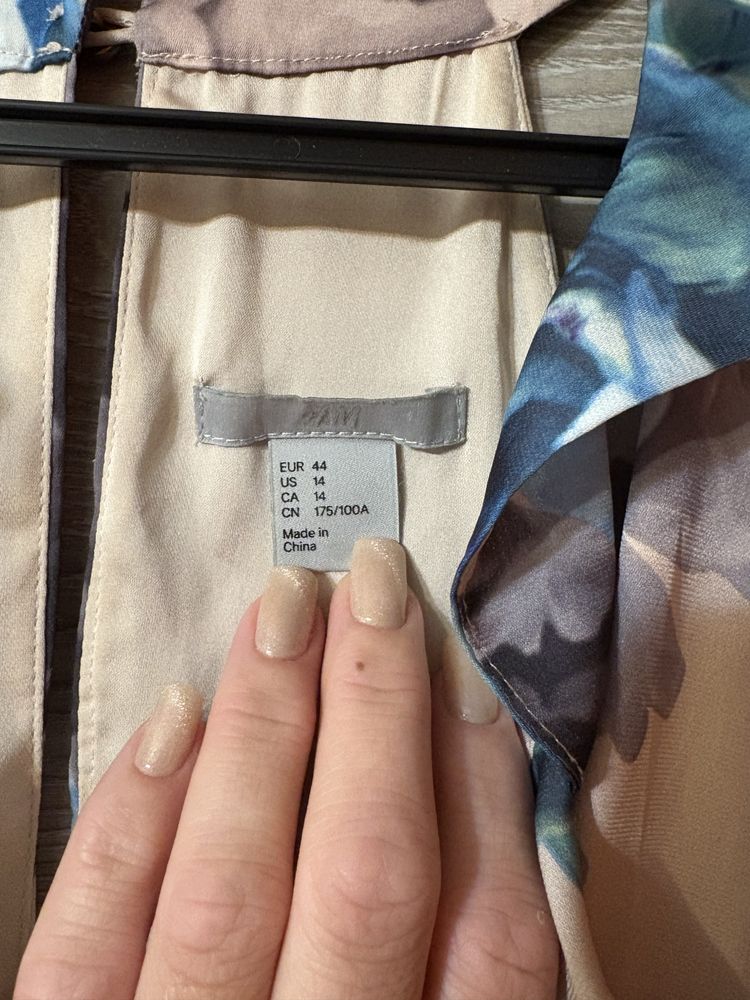 H&M
EUR 44
US 14
CA 14
CN 175/100A
Made in
China